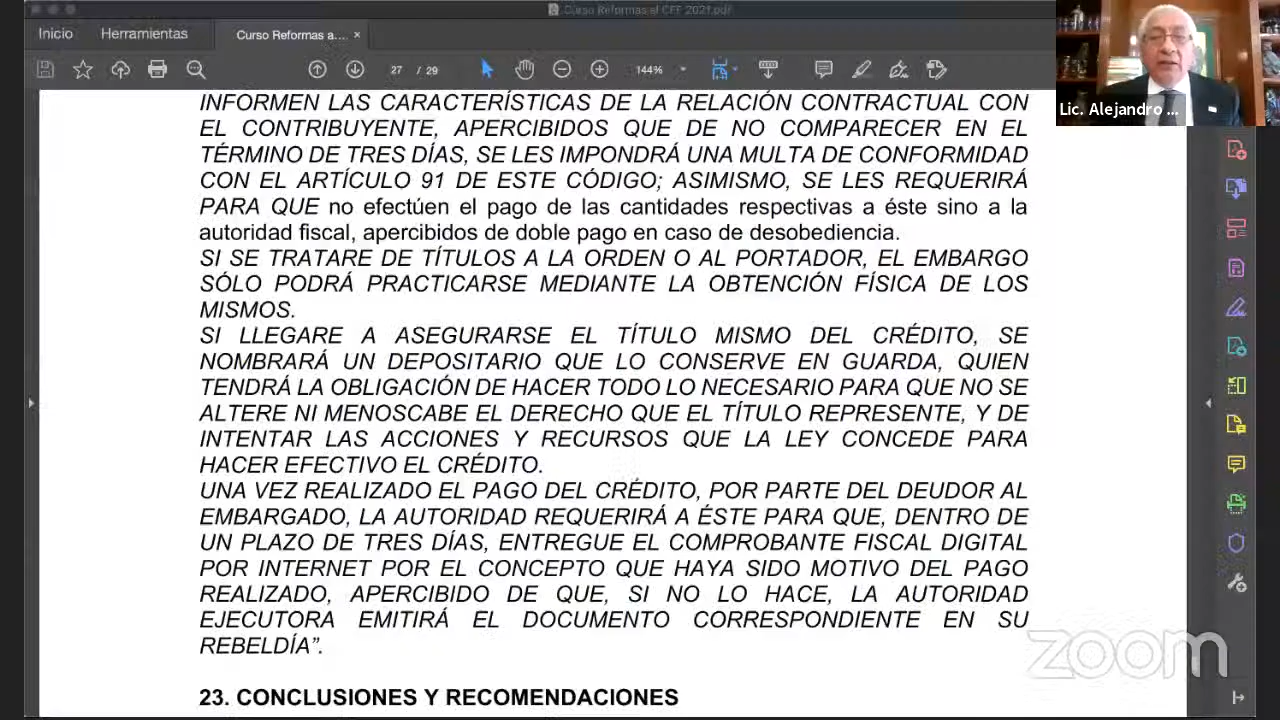 Curso Reformas al CFF 2021.pdf
Inicio
Herramientas
Curso Reformas a... ×
27 / 29
144%
Lic. Alejandro ...
INFORMEN LAS CARACTERÍSTICAS DE LA RELACIÓN CONTRACTUAL CON
EL CONTRIBUYENTE, APERCIBIDOS QUE DE NO COMPARECER EN EL
TÉRMINO DE TRES DÍAS, SE LES IMPONDRÁ UNA MULTA DE CONFORMIDAD
CON EL ARTÍCULO 91 DE ESTE CÓDIGO; ASIMISMO, SE LES REQUERIRÁ
PARA QUE no efectúen el pago de las cantidades respectivas a éste sino a la
autoridad fiscal, apercibidos de doble pago en caso de desobediencia.
SI SE TRATARE DE TÍTULOS A LA ORDEN O AL PORTADOR, EL EMBARGO
SÓLO PODRÁ PRACTICARSE MEDIANTE LA OBTENCIÓN FÍSICA DE LOS
MISMOS.
SI LLEGARE A ASEGURARSE EL TÍTULO MISMO DEL CRÉDITO, SE
NOMBRARÁ UN DEPOSITARIO QUE LO CONSERVE EN GUARDA, QUIEN
TENDRÁ LA OBLIGACIÓN DE HACER TODO LO NECESARIO PARA QUE NO SE
ALTERE NI MENOSCABE EL DERECHO QUE EL TÍTULO REPRESENTE, Y DE
INTENTAR LAS ACCIONES Y RECURSOS QUE LA LEY CONCEDE PARA
HACER EFECTIVO EL CRÉDITO.
UNA VEZ REALIZADO EL PAGO DEL CRÉDITO, POR PARTE DEL DEUDOR AL
EMBARGADO, LA AUTORIDAD REQUERIRÁ A ÉSTE PARA QUE, DENTRO DE
UN PLAZO DE TRES DÍAS, ENTREGUE EL COMPROBANTE FISCAL DIGITAL
POR INTERNET POR EL CONCEPTO QUE HAYA SIDO MOTIVO DEL PAGO
REALIZADO, APERCIBIDO DE QUE, SI NO LO HACE, LA AUTORIDAD
EJECUTORA EMITIRÁ EL DOCUMENTO CORRESPONDIENTE EN SU
REBELDÍA”.
23. CONCLUSIONES Y RECOMENDACIONES
zoom